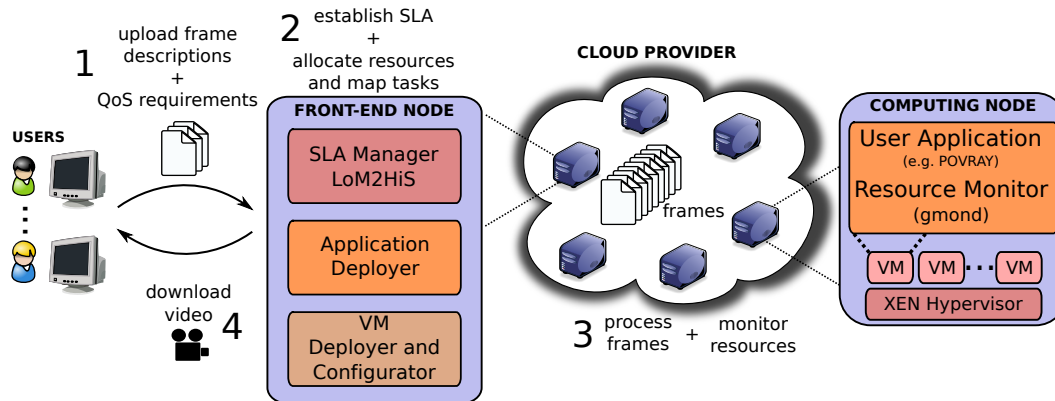 1
upload frame
descriptions
+
QoS requirements
2
establish SLA
+
allocate resources
and map tasks
USERS
FRONT-END NODE
SLA Manager
LoM2HiS
Application
Deployer
VM
Deployer and
Configurator
download
video
4
CLOUD PROVIDER
frames
3
process
frames
+
monitor
resources
COMPUTING NODE
User Application
(e.g. POVRAY)
Resource Monitor
(gmond)
VM
VM
VM
XEN Hypervisor